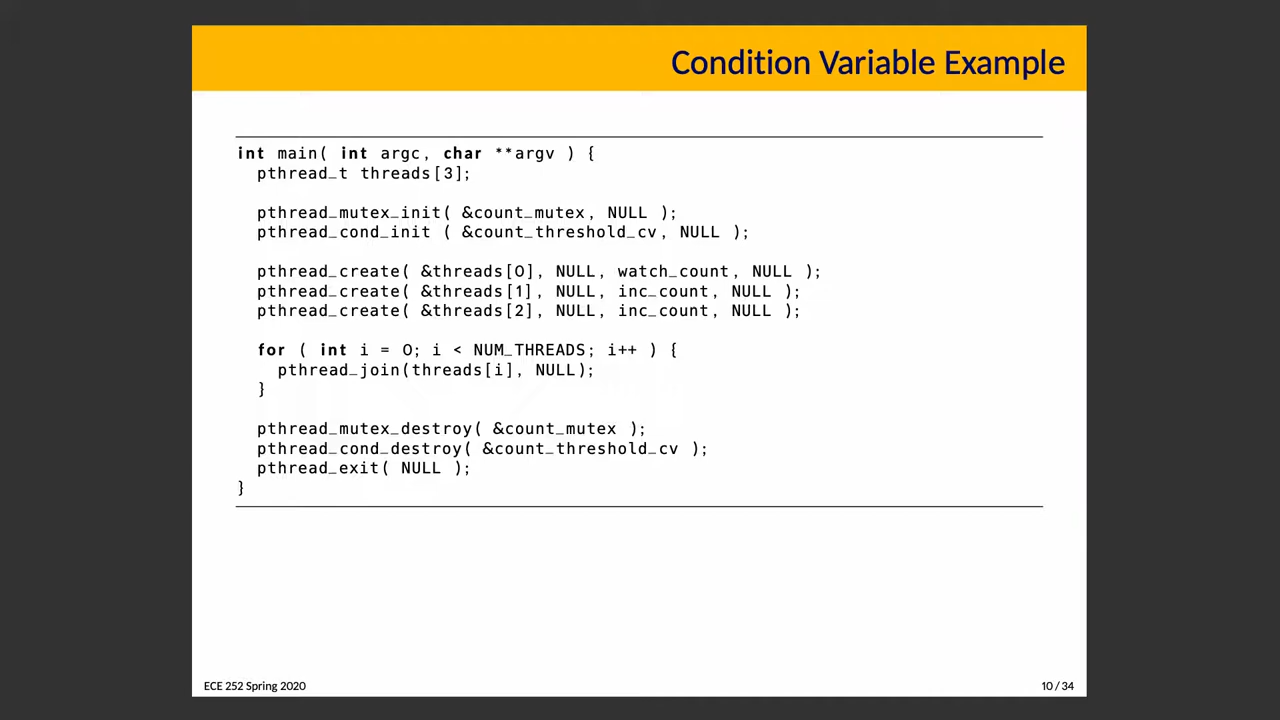 Condition Variable Example
int main( int argc, char **argv ) {
pthread_t threads[3];
pthread_mutex_init( &count_mutex, NULL );
pthread_cond_init ( &count_threshold_cv, NULL );
pthread_create( &threads[0], NULL, watch_count, NULL );
pthread_create( &threads[1], NULL, inc_count, NULL );
pthread_create( &threads[2], NULL, inc_count, NULL );
for ( int i = 0; i < NUM_THREADS; i++ ) {
pthread_join(threads[i], NULL);
}
pthread_mutex_destroy( &count_mutex );
pthread_cond_destroy( &count_threshold_cv );
pthread_exit( NULL );
}
ECE 252 Spring 2020
10 / 34